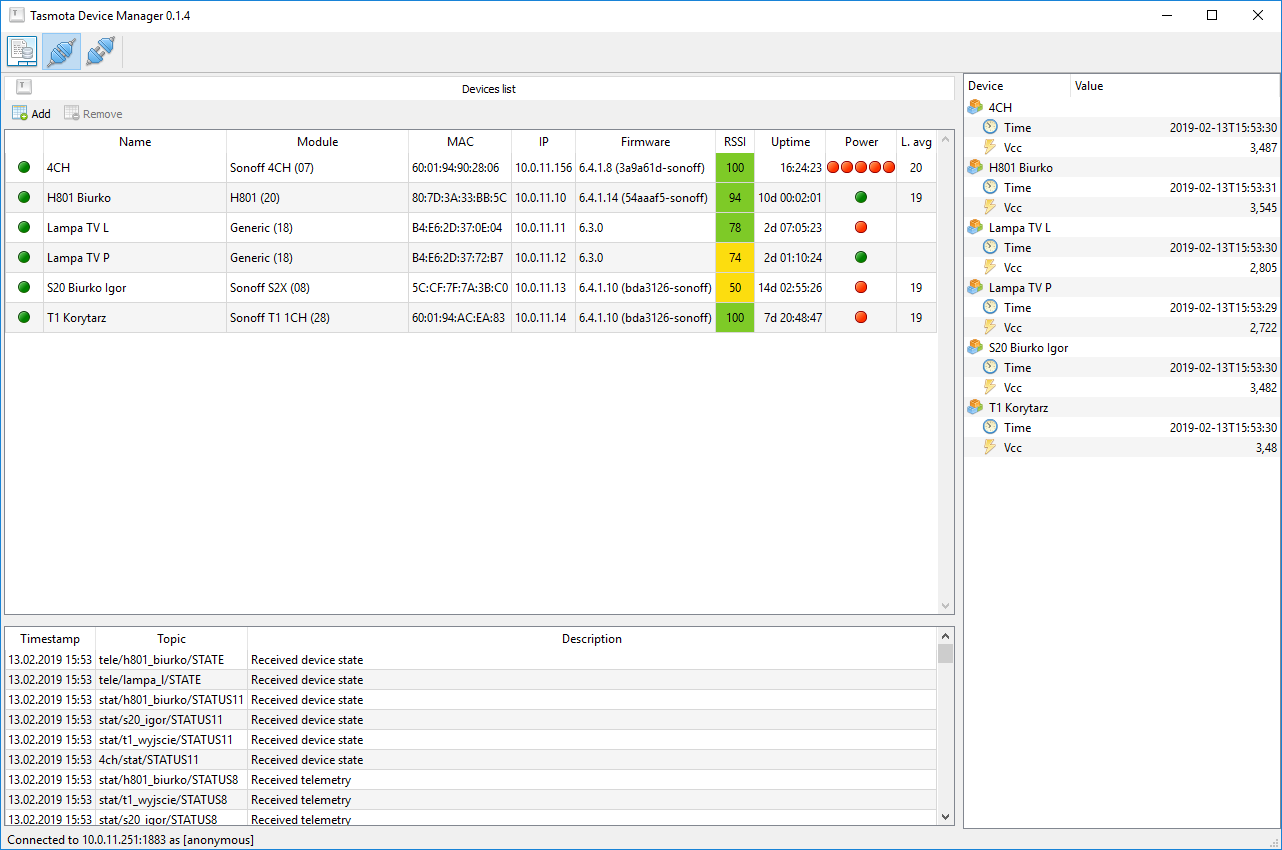 Tasmota Device Manager 0.1.4
Devices list
Add Remove
Name Module MAC IP Firmware RSSI Uptime Power L. avg
4CH Sonoff 4CH (07) 60:01:94:90:28:06 10.0.11.156 6.4.1.8 (3a9a61d-sonoff) 100 16:24:23 20
H801 Biurko H801 (20) 80:7D:3A:33:BB:5C 10.0.11.10 6.4.1.14 (54aaaf5-sonoff) 94 10d 00:02:01 19
Lampa TV L Generic (18) B4:E6:2D:37:0E:04 10.0.11.11 6.3.0 78 2d 07:05:23
Lampa TV P Generic (18) B4:E6:2D:37:72:B7 10.0.11.12 6.3.0 74 2d 01:10:24
S20 Biurko Igor Sonoff S2X (08) 5C:CF:7F:7A:3B:C0 10.0.11.13 6.4.1.10 (bda3126-sonoff) 50 14d 02:55:26 19
T1 Korytarz Sonoff T1 1CH (28) 60:01:94:AC:EA:83 10.0.11.14 6.4.1.10 (bda3126-sonoff) 100 7d 20:48:47 19
Timestamp Topic Description
13.02.2019 15:53 tele/h801_biurko/STATE Received device state
13.02.2019 15:53 tele/lampa_l/STATE Received device state
13.02.2019 15:53 stat/h801_biurko/STATUS11 Received device state
13.02.2019 15:53 stat/s20_igor/STATUS11 Received device state
13.02.2019 15:53 stat/t1_wyjscie/STATUS11 Received device state
13.02.2019 15:53 4ch/stat/STATUS11 Received device state
13.02.2019 15:53 stat/h801_biurko/STATUS8 Received telemetry
13.02.2019 15:53 stat/t1_wyjscie/STATUS8 Received telemetry
13.02.2019 15:53 stat/s20_igor/STATUS8 Received telemetry
Device Value
4CH
Time 2019-02-13T15:53:30
Vcc 3,487
H801 Biurko
Time 2019-02-13T15:53:31
Vcc 3,545
Lampa TV L
Time 2019-02-13T15:53:30
Vcc 2,805
Lampa TV P
Time 2019-02-13T15:53:29
Vcc 2,722
S20 Biurko Igor
Time 2019-02-13T15:53:30
Vcc 3,482
T1 Korytarz
Time 2019-02-13T15:53:30
Vcc 3,48
Connected to 10.0.11.251:1883 as [anonymous]